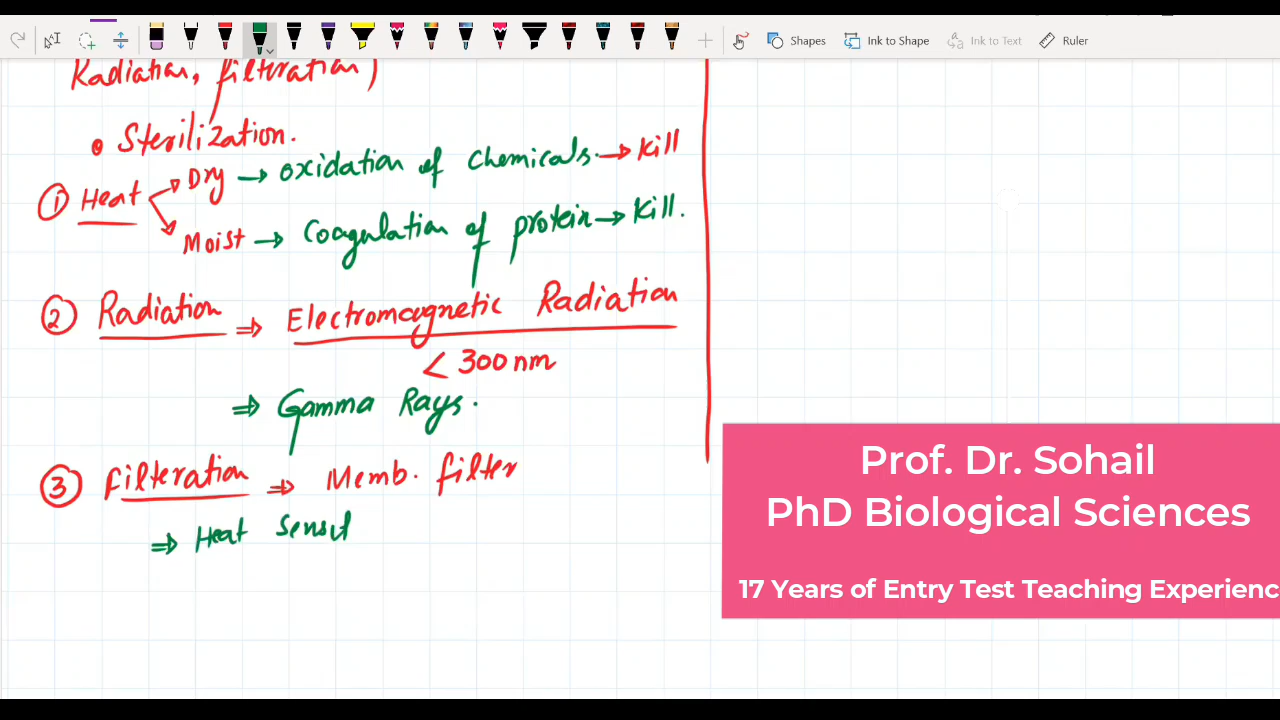 Shapes Ink to Shape Ink to Text Ruler
Radiation, filteration)
Sterilization.
① Heat → Dry → oxidation of chemicals. → Kill
→ Moist → Coagulation of protein → Kill.
② Radiation ⇒ Electromagnetic Radiation
< 300 nm
⇒ Gamma Rays.
③ filteration ⇒ Memb. filter
⇒ Heat Sensit
Prof. Dr. Sohail
PhD Biological Sciences
17 Years of Entry Test Teaching Experienc